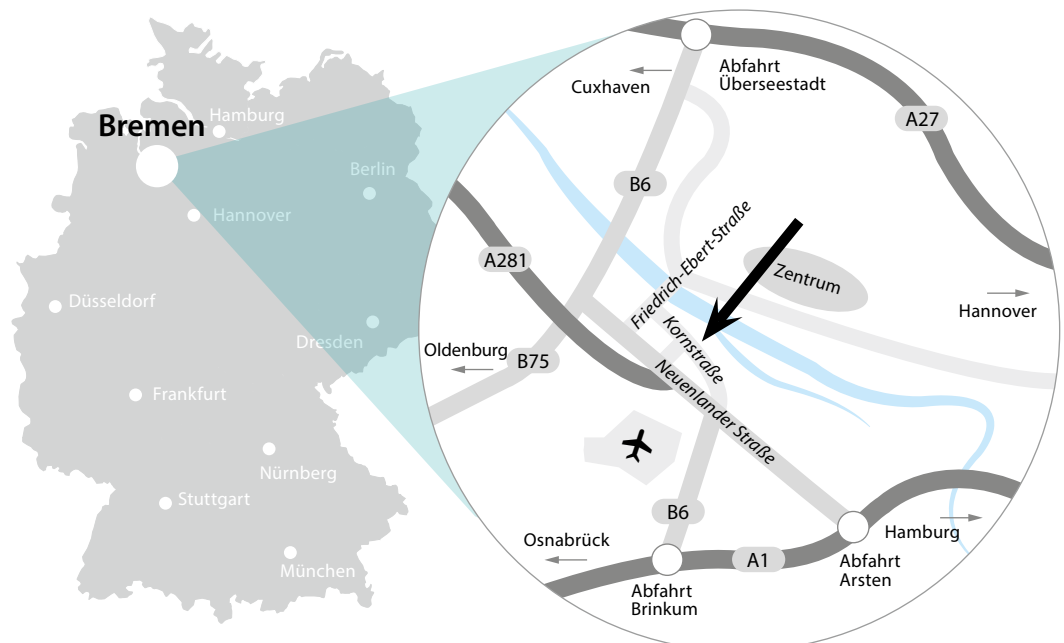 Hamburg
Bremen
Berlin
Hannover
Düsseldorf
Dresden
Frankfurt
Nürnberg
Stuttgart
München
Abfahrt
Überseestadt
Cuxhaven
A27
B6
Friedrich-Ebert-Straße
A281
Zentrum
Hannover
Kornstraße
Oldenburg
B75
Neuenlander Straße
B6
Osnabrück
Hamburg
A1
Abfahrt
Arsten
Abfahrt
Brinkum